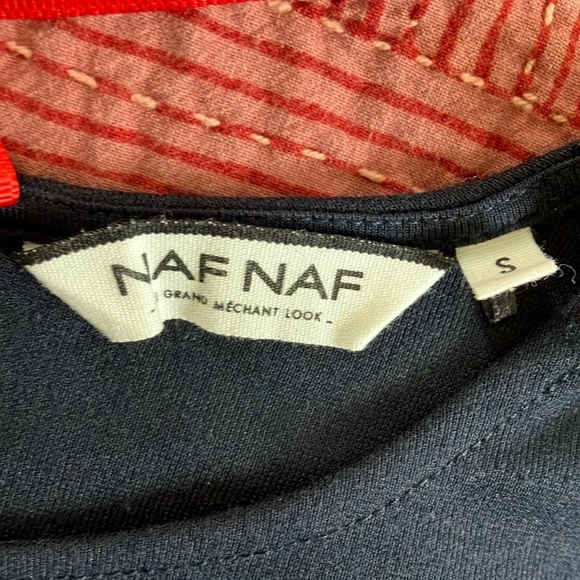 NAF NAF
- GRAND MÉCHANT LOOK -
S